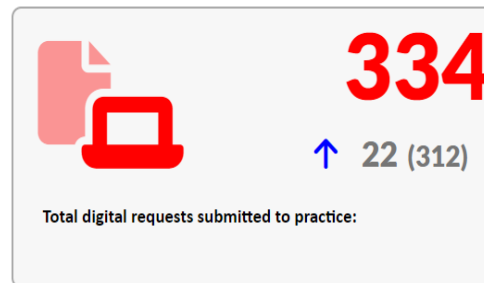 334
↑ 22 (312)
Total digital requests submitted to practice: